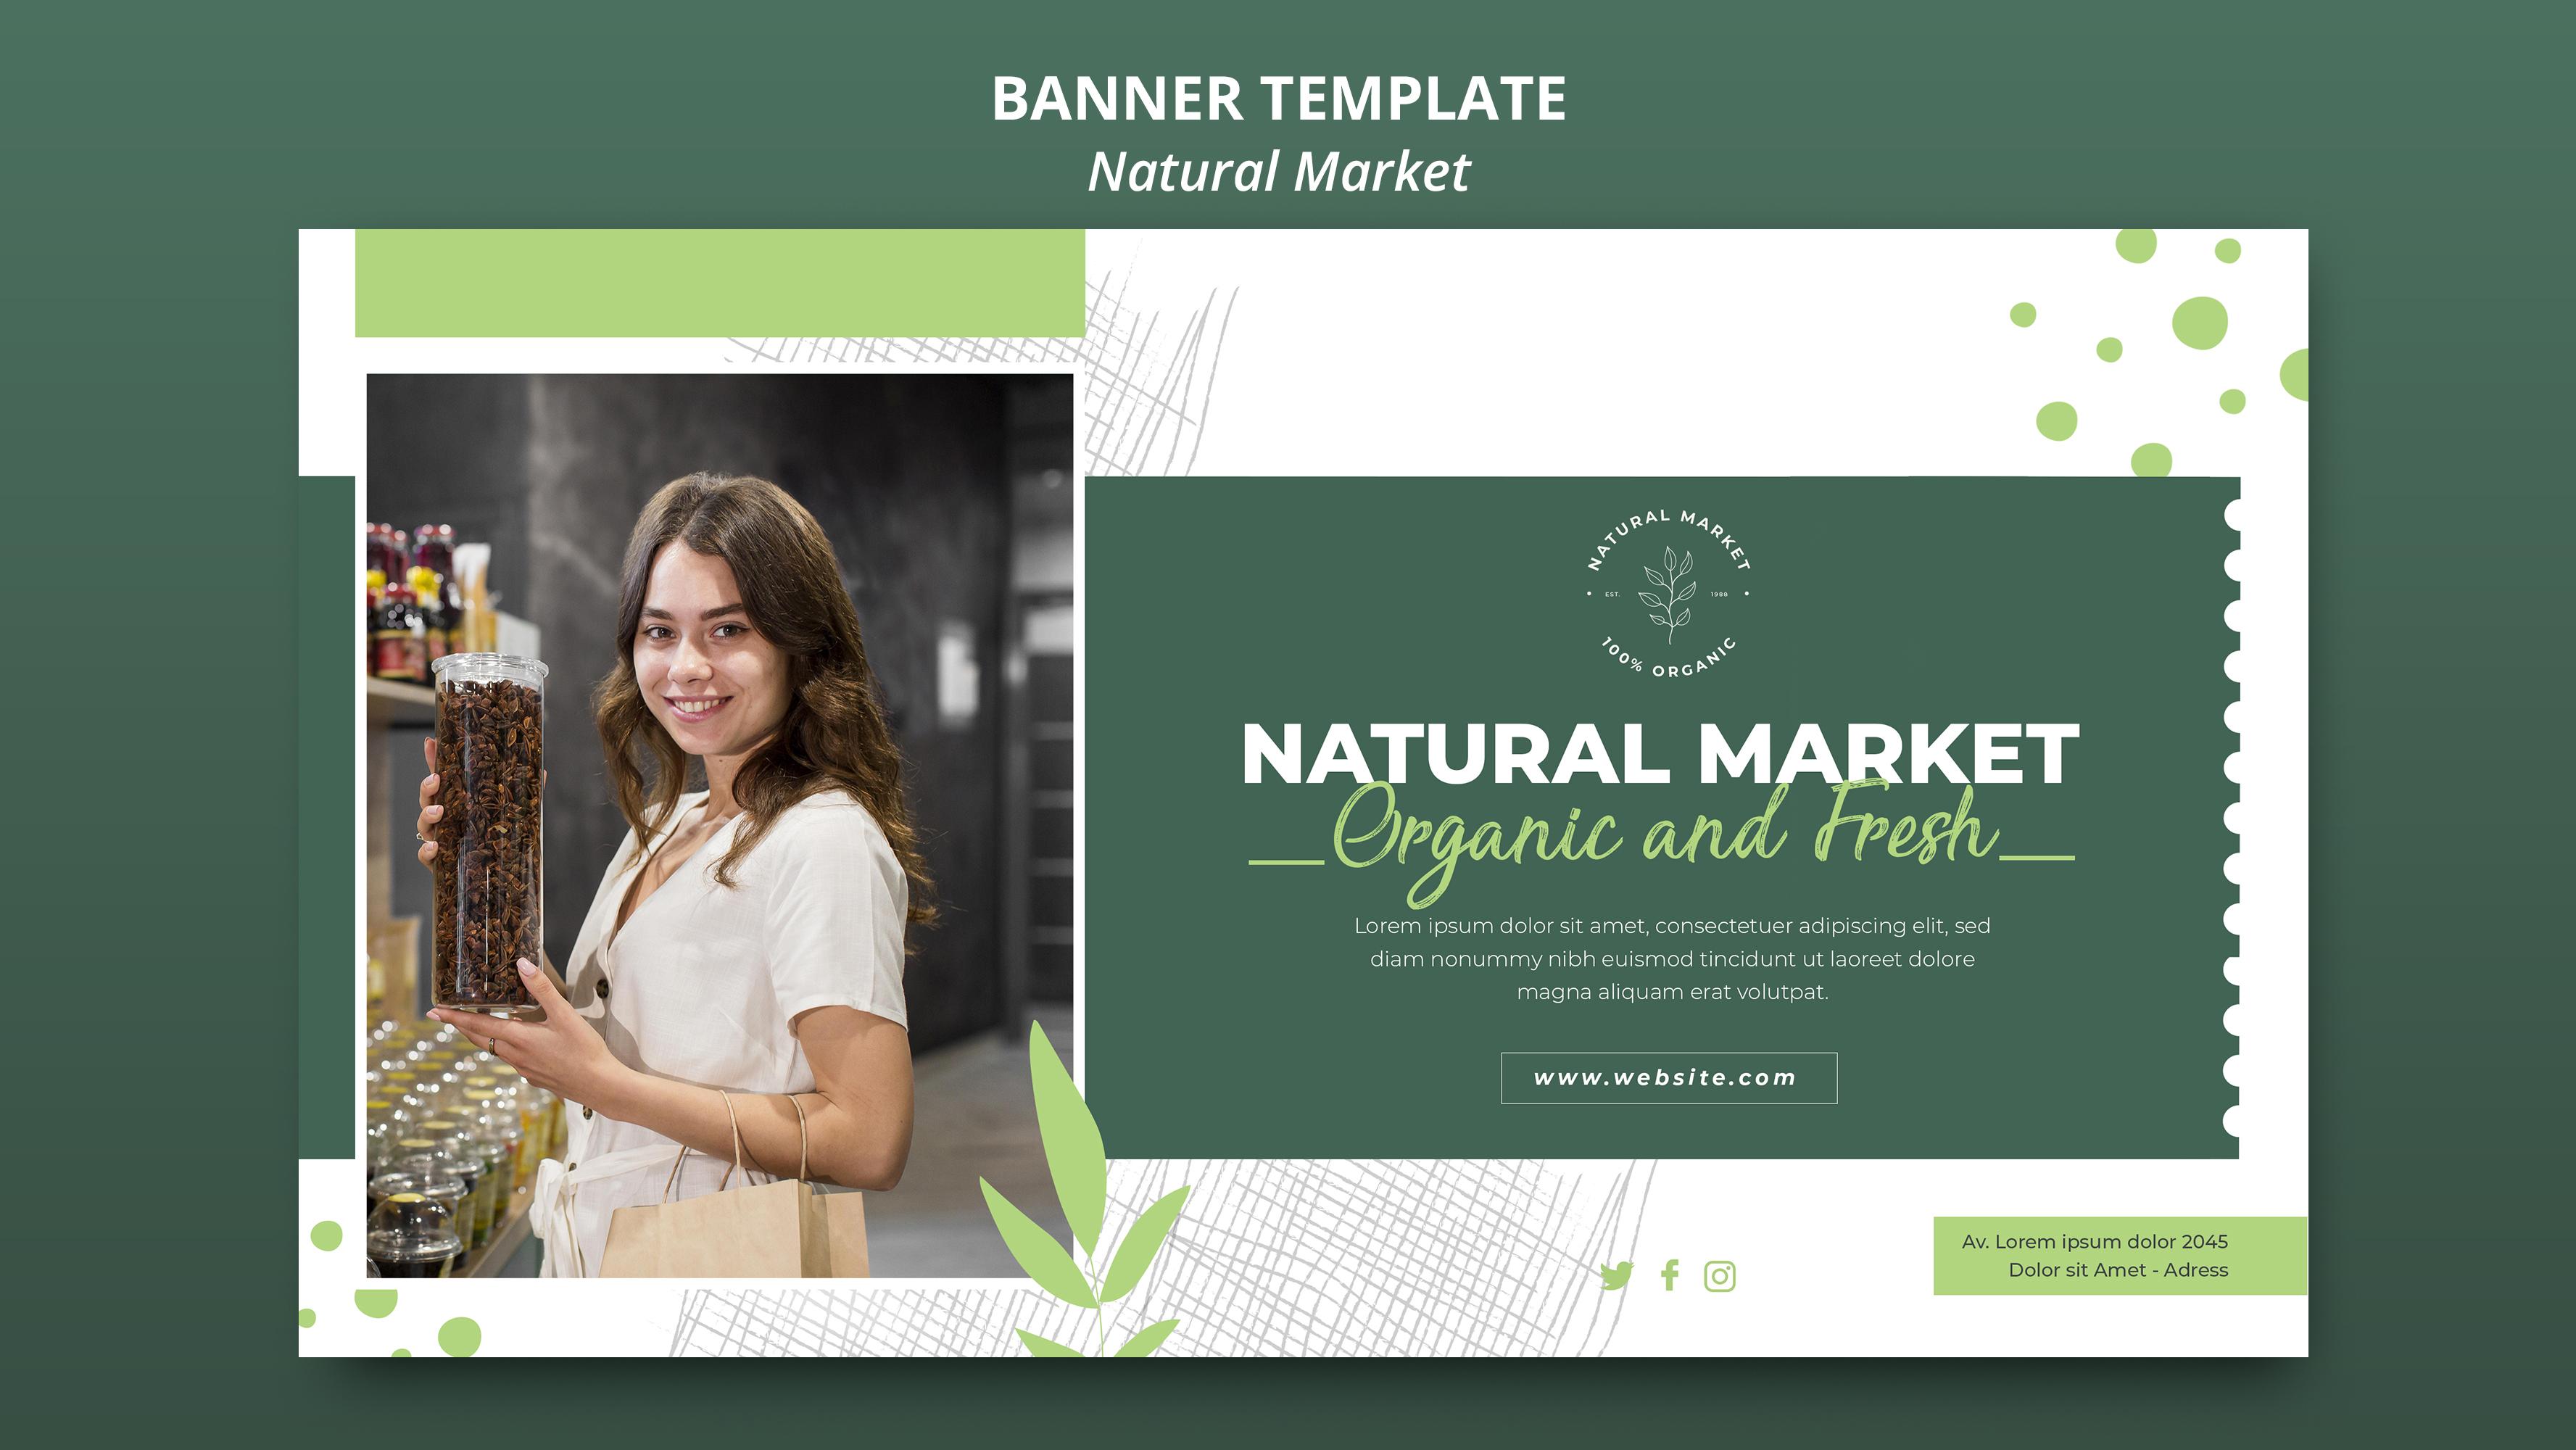 BANNER TEMPLATE
Natural Market
NATURAL MARKET
EST. 1988
100% ORGANIC
NATURAL MARKET
Organic and Fresh
Lorem ipsum dolor sit amet, consectetuer adipiscing elit, sed
diam nonummy nibh euismod tincidunt ut laoreet dolore
magna aliquam erat volutpat.
www.website.com
Av. Lorem ipsum dolor 2045
Dolor sit Amet - Adress